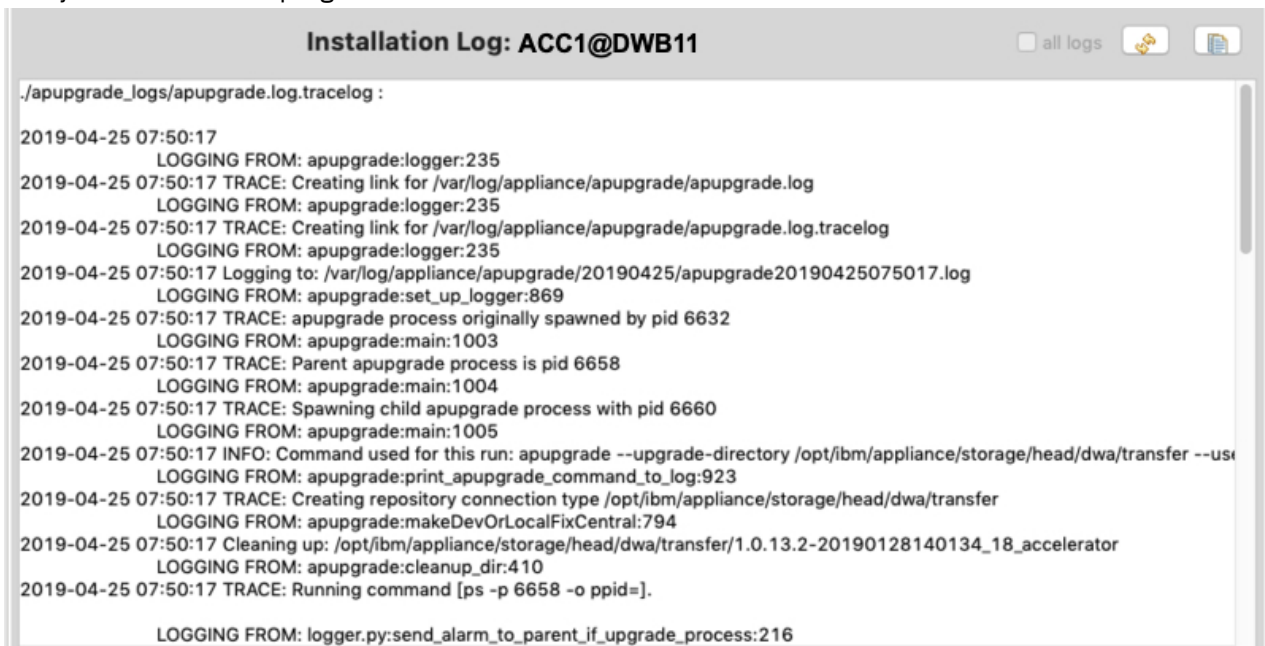 Installation Log: ACC1@DWB11
all logs
./apupgrade_logs/apupgrade.log.tracelog :
2019-04-25 07:50:17
LOGGING FROM: apupgrade:logger:235
2019-04-25 07:50:17 TRACE: Creating link for /var/log/appliance/apupgrade/apupgrade.log
LOGGING FROM: apupgrade:logger:235
2019-04-25 07:50:17 TRACE: Creating link for /var/log/appliance/apupgrade/apupgrade.log.tracelog
LOGGING FROM: apupgrade:logger:235
2019-04-25 07:50:17 Logging to: /var/log/appliance/apupgrade/20190425/apupgrade20190425075017.log
LOGGING FROM: apupgrade:set_up_logger:869
2019-04-25 07:50:17 TRACE: apupgrade process originally spawned by pid 6632
LOGGING FROM: apupgrade:main:1003
2019-04-25 07:50:17 TRACE: Parent apupgrade process is pid 6658
LOGGING FROM: apupgrade:main:1004
2019-04-25 07:50:17 TRACE: Spawning child apupgrade process with pid 6660
LOGGING FROM: apupgrade:main:1005
2019-04-25 07:50:17 INFO: Command used for this run: apupgrade --upgrade-directory /opt/ibm/appliance/storage/head/dwa/transfer --use
LOGGING FROM: apupgrade:print_apupgrade_command_to_log:923
2019-04-25 07:50:17 TRACE: Creating repository connection type /opt/ibm/appliance/storage/head/dwa/transfer
LOGGING FROM: apupgrade:makeDevOrLocalFixCentral:794
2019-04-25 07:50:17 Cleaning up: /opt/ibm/appliance/storage/head/dwa/transfer/1.0.13.2-20190128140134_18_accelerator
LOGGING FROM: apupgrade:cleanup_dir:410
2019-04-25 07:50:17 TRACE: Running command [ps -p 6658 -o ppid=].
LOGGING FROM: logger.py:send_alarm_to_parent_if_upgrade_process:216